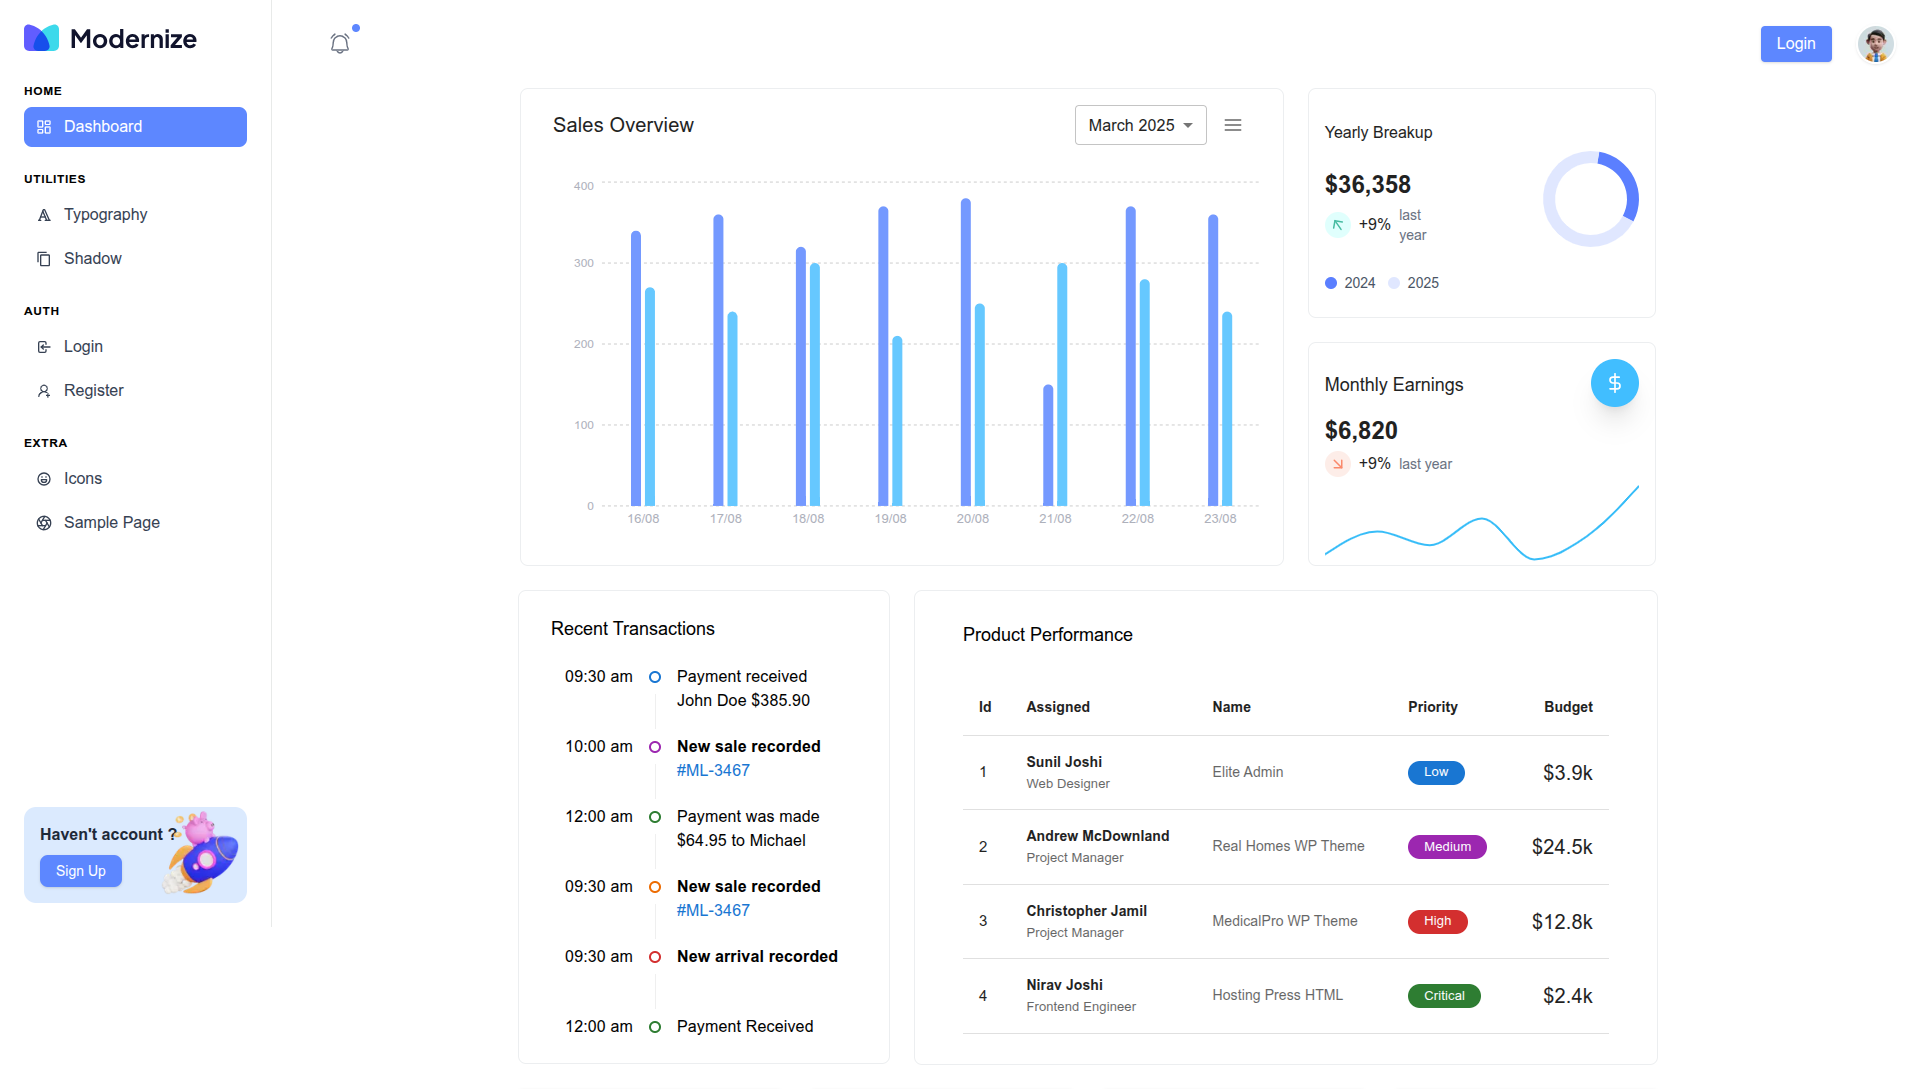 Modernize
Login
HOME
Dashboard
UTILITIES
Typography
Shadow
AUTH
Login
Register
EXTRA
Icons
Sample Page
Haven't account ?
Sign Up
Sales Overview
March 2025
400
300
200
100
0
16/08 17/08 18/08 19/08 20/08 21/08 22/08 23/08
Yearly Breakup
$36,358
+9% last
year
2024 2025
Monthly Earnings
$
$6,820
+9% last year
Recent Transactions
09:30 am Payment received
John Doe $385.90
10:00 am New sale recorded
#ML-3467
12:00 am Payment was made
$64.95 to Michael
09:30 am New sale recorded
#ML-3467
09:30 am New arrival recorded
12:00 am Payment Received
Product Performance
Id Assigned Name Priority Budget
1 Sunil Joshi Elite Admin Low $3.9k
Web Designer
2 Andrew McDownland Real Homes WP Theme Medium $24.5k
Project Manager
3 Christopher Jamil MedicalPro WP Theme High $12.8k
Project Manager
4 Nirav Joshi Hosting Press HTML Critical $2.4k
Frontend Engineer